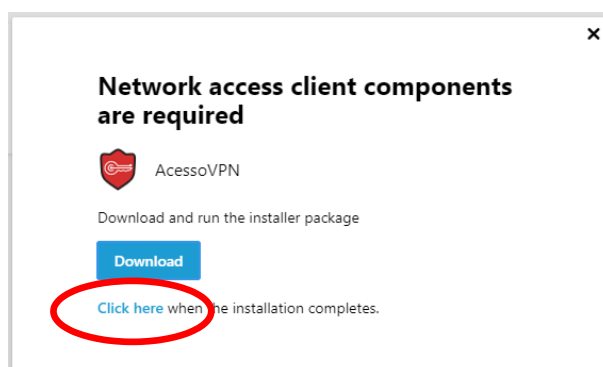 Network access client components
are required
AcessoVPN
Download and run the installer package
Download
Click here when the installation completes.